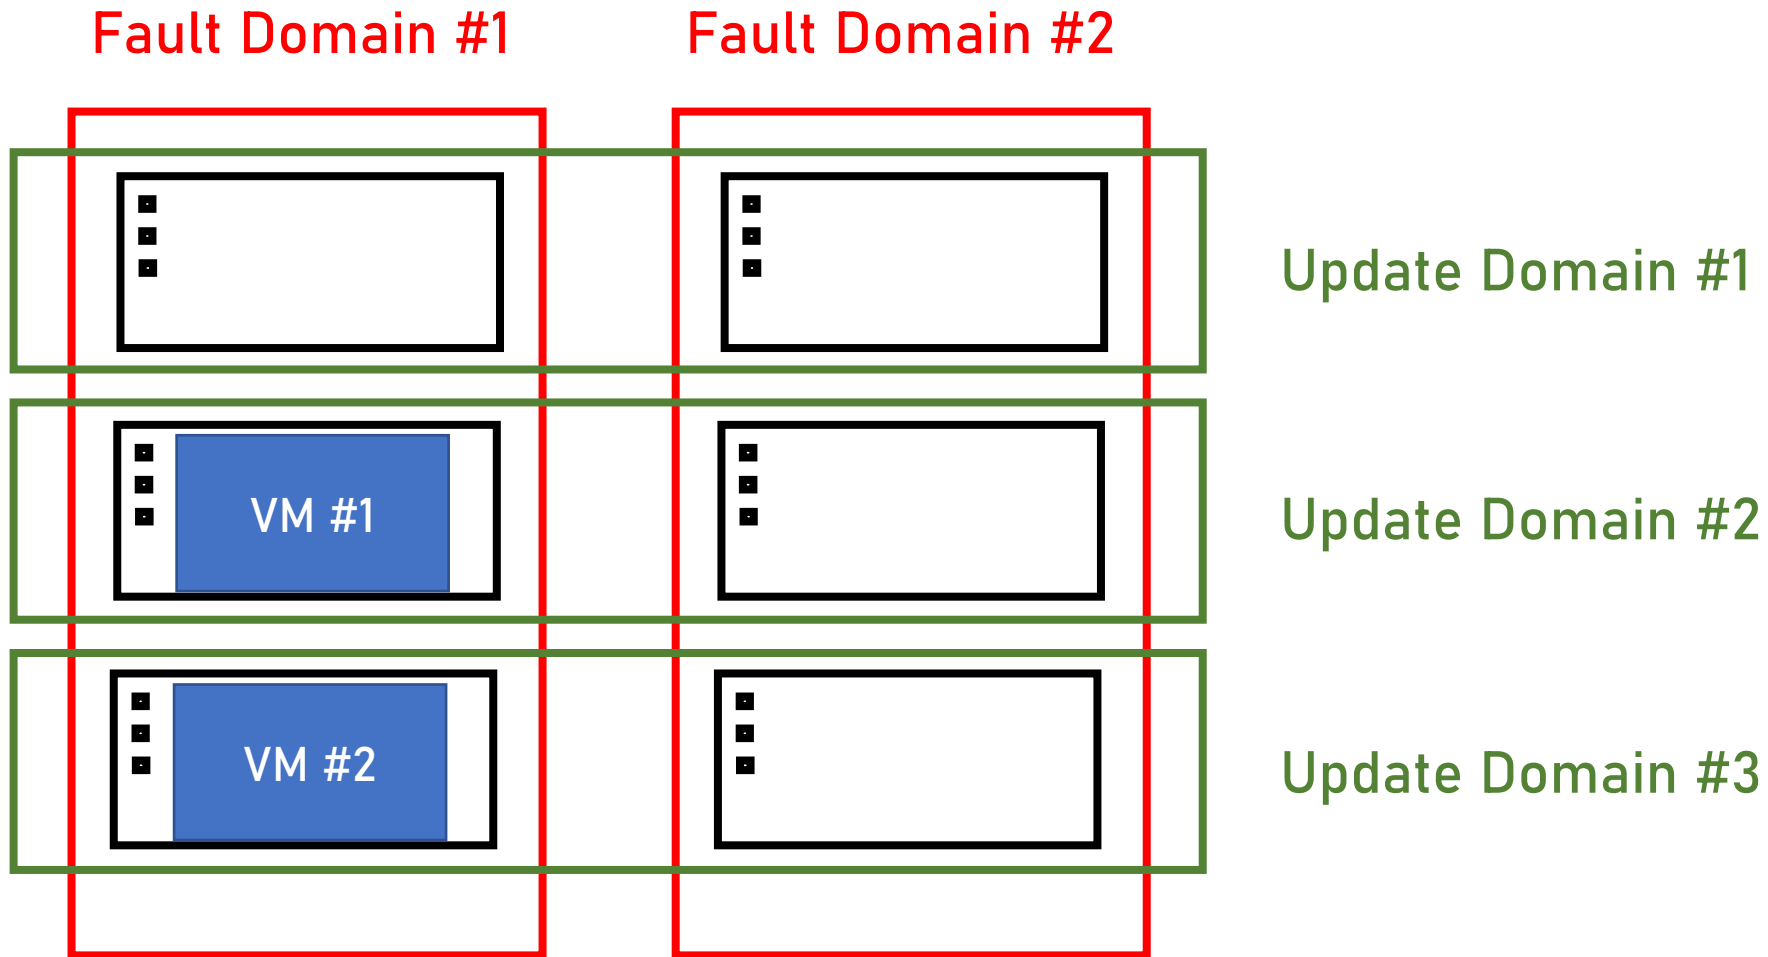 Fault Domain #1
Fault Domain #2
Update Domain #1
VM #1
Update Domain #2
VM #2
Update Domain #3